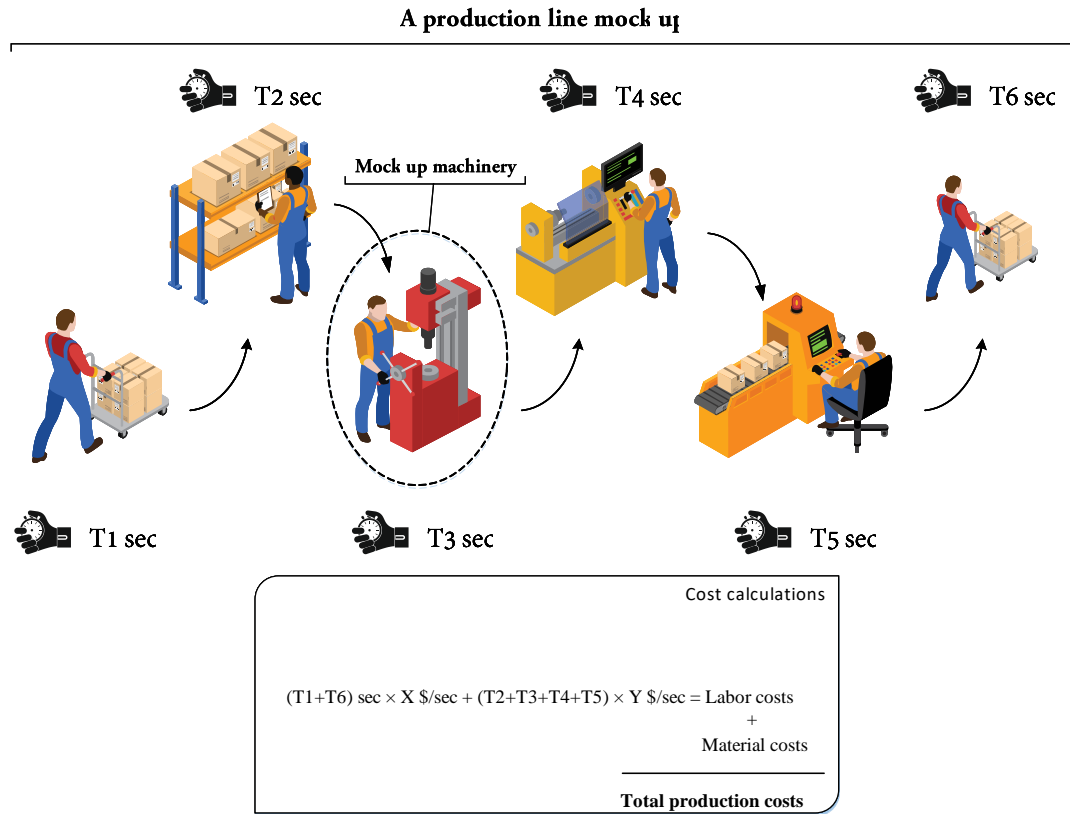 A production line mock up
T2 sec
T4 sec
T6 sec
Mock up machinery
T1 sec
T3 sec
T5 sec
Cost calculations
(T1+T6) sec × X $/sec + (T2+T3+T4+T5) × Y $/sec = Labor costs
+
Material costs
Total production costs